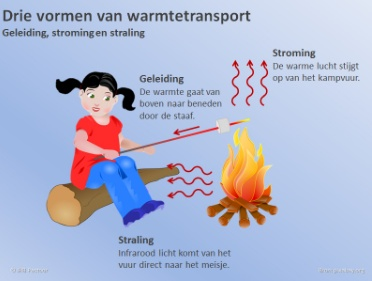 Drie vormen van warmtetransport
Geleiding, stroming en straling
Stroming
De warme lucht stijgt
op van het kampvuur.
Geleiding
De warmte gaat van
boven naar beneden
door de staaf.
Straling
Infrarood licht komt van het
vuur direct naar het meisje.